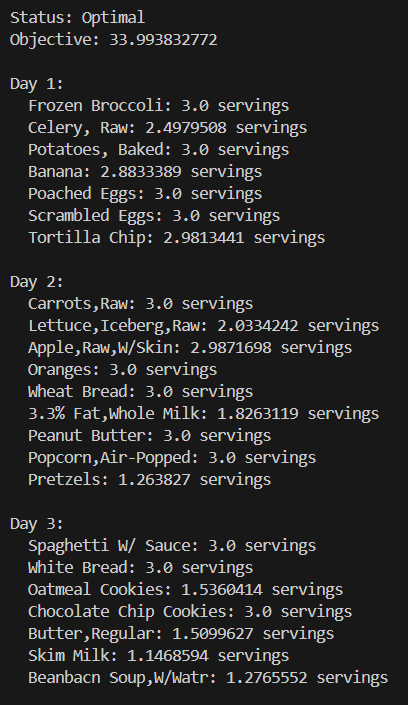 Status: Optimal
Objective: 33.993832772
Day 1:
Frozen Broccoli: 3.0 servings
Celery, Raw: 2.4979508 servings
Potatoes, Baked: 3.0 servings
Banana: 2.8833389 servings
Poached Eggs: 3.0 servings
Scrambled Eggs: 3.0 servings
Tortilla Chip: 2.9813441 servings
Day 2:
Carrots,Raw: 3.0 servings
Lettuce,Iceberg,Raw: 2.0334242 servings
Apple,Raw,W/Skin: 2.9871698 servings
Oranges: 3.0 servings
Wheat Bread: 3.0 servings
3.3% Fat,Whole Milk: 1.8263119 servings
Peanut Butter: 3.0 servings
Popcorn,Air-Popped: 3.0 servings
Pretzels: 1.263827 servings
Day 3:
Spaghetti W/ Sauce: 3.0 servings
White Bread: 3.0 servings
Oatmeal Cookies: 1.5360414 servings
Chocolate Chip Cookies: 3.0 servings
Butter,Regular: 1.5099627 servings
Skim Milk: 1.1468594 servings
Beanbacn Soup,W/Watr: 1.2765552 servings